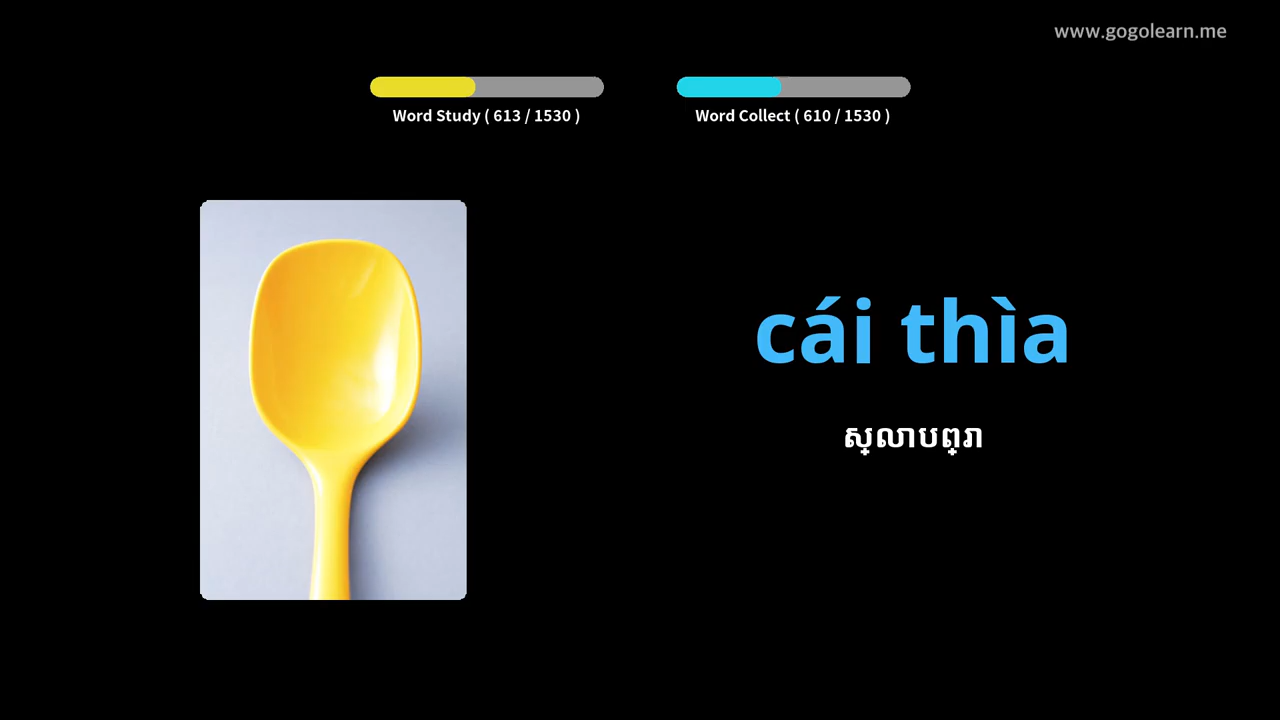 www.gogolearn.me
Word Study ( 613 / 1530 )
Word Collect ( 610 / 1530 )
cái thìa
ស្លាបព្រា